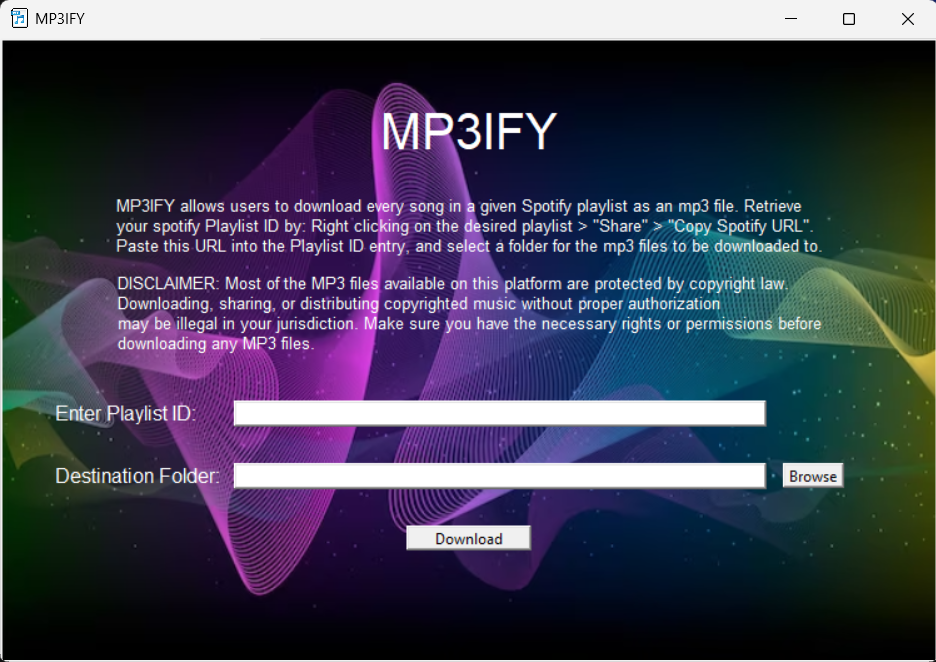 MP3IFY
MP3IFY
MP3IFY allows users to download every song in a given Spotify playlist as an mp3 file. Retrieve
your spotify Playlist ID by: Right clicking on the desired playlist > "Share" > "Copy Spotify URL".
Paste this URL into the Playlist ID entry, and select a folder for the mp3 files to be downloaded to.
DISCLAIMER: Most of the MP3 files available on this platform are protected by copyright law.
Downloading, sharing, or distributing copyrighted music without proper authorization
may be illegal in your jurisdiction. Make sure you have the necessary rights or permissions before
downloading any MP3 files.
Enter Playlist ID:
Destination Folder:
Browse
Download